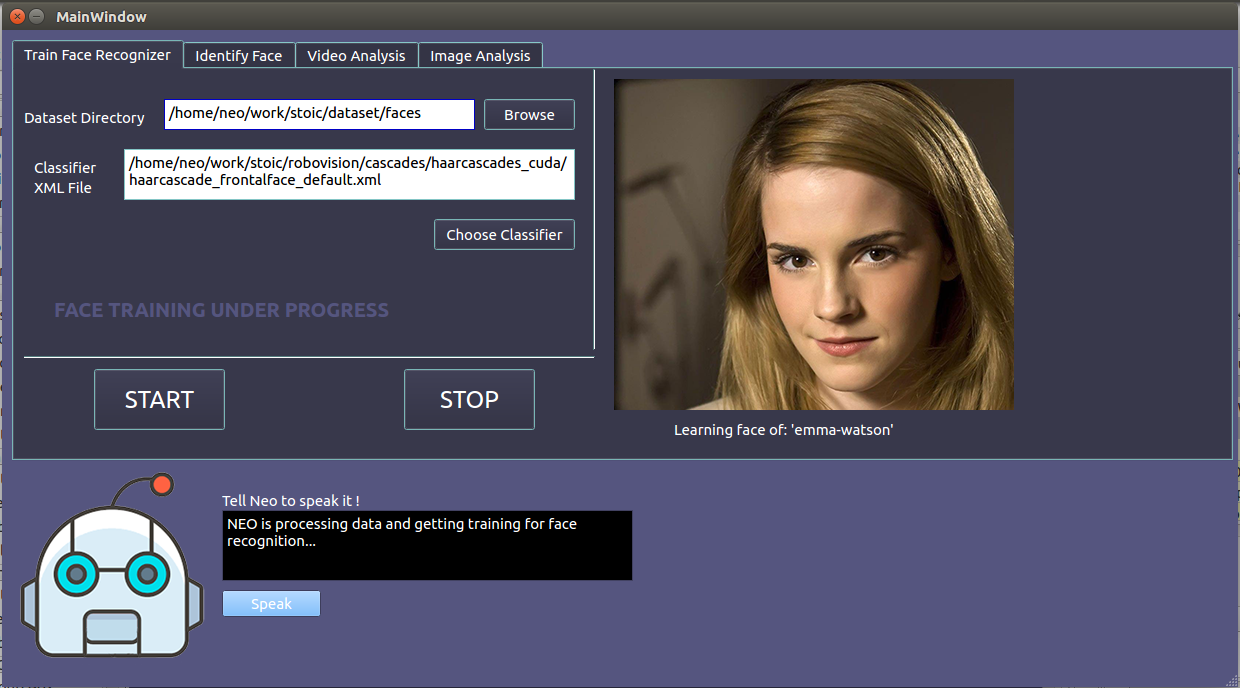 MainWindow
Train Face Recognizer
Identify Face
Video Analysis
Image Analysis
Dataset Directory
/home/neo/work/stoic/dataset/faces
Browse
Classifier
XML File
/home/neo/work/stoic/robovision/cascades/haarcascades_cuda/
haarcascade_frontalface_default.xml
Choose Classifier
FACE TRAINING UNDER PROGRESS
START
STOP
Learning face of: 'emma-watson'
Tell Neo to speak it !
NEO is processing data and getting training for face
recognition...
Speak